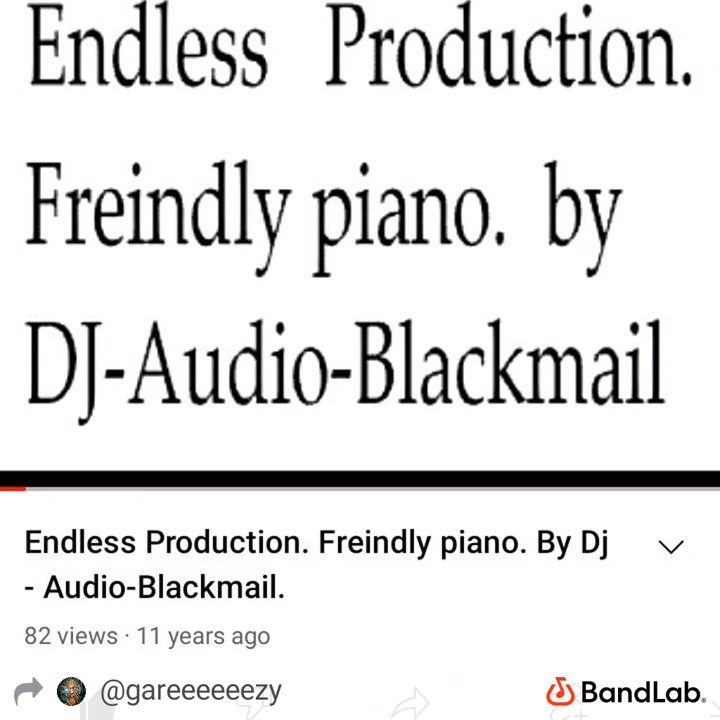 Endless Production.
Freindly piano. by
DJ-Audio-Blackmail
Endless Production. Freindly piano. By Dj
- Audio-Blackmail.
82 views · 11 years ago
@gareeeeeezy
BandLab.